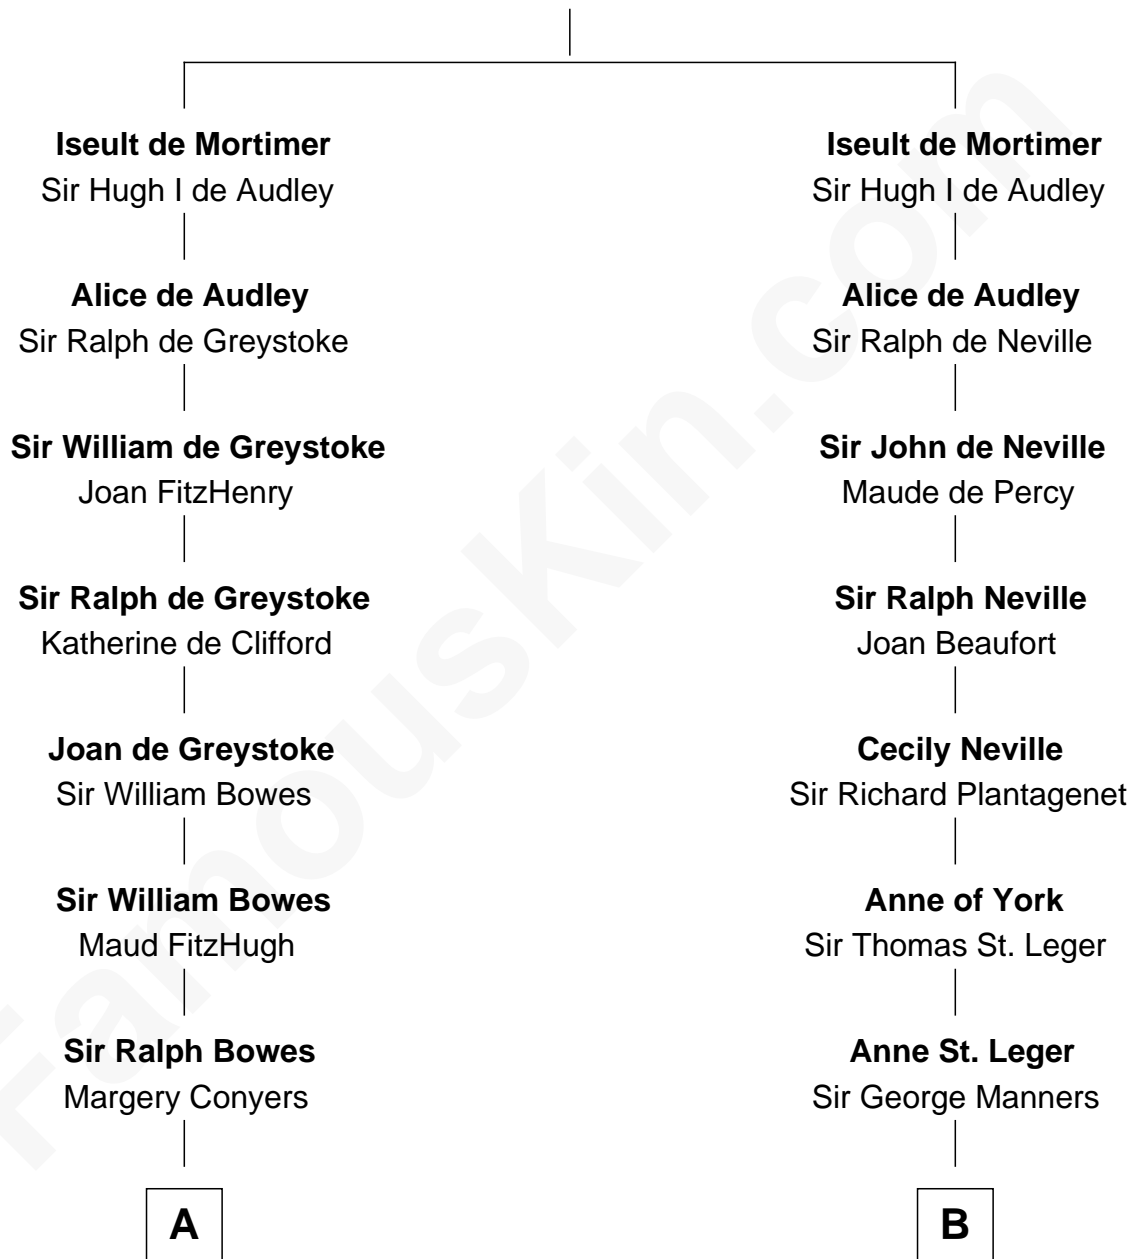 Iseult de Mortimer
Sir Hugh I de Audley
Alice de Audley
Sir Ralph de Greystoke
Sir William de Greystoke
Joan FitzHenry
Sir Ralph de Greystoke
Katherine de Clifford
Joan de Greystoke
Sir William Bowes
Sir William Bowes
Maud FitzHugh
Sir Ralph Bowes
Margery Conyers
A
Iseult de Mortimer
Sir Hugh I de Audley
Alice de Audley
Sir Ralph de Neville
Sir John de Neville
Maude de Percy
Sir Ralph Neville
Joan Beaufort
Cecily Neville
Sir Richard Plantagenet
Anne of York
Sir Thomas St. Leger
Anne St. Leger
Sir George Manners
B
FamousKin.com